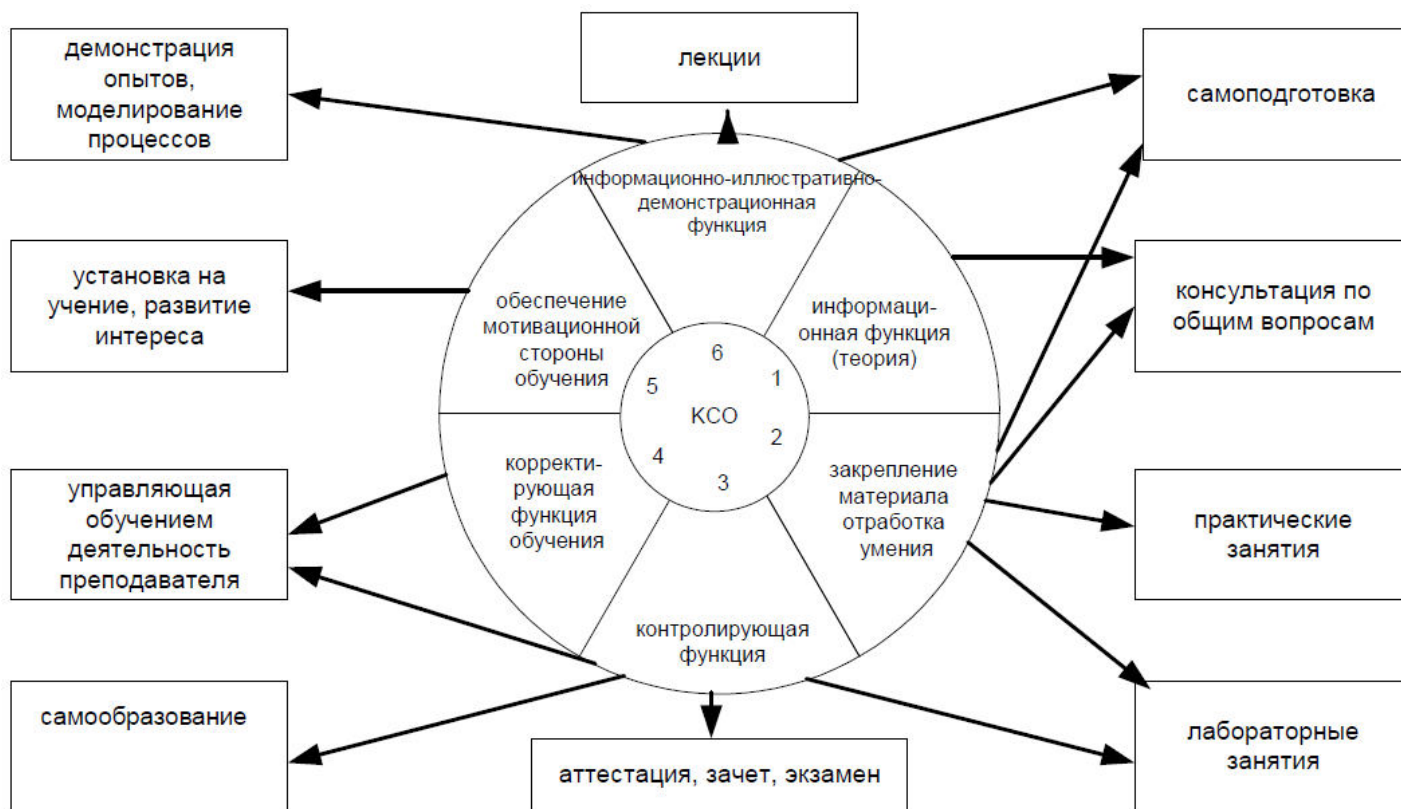 демонстрация
опытов,
моделирование
процессов
лекции
самоподготовка
информационно-иллюстративно-
демонстрационная
функция
установка на
учение, развитие
интереса
обеспечение
мотивационной
стороны
обучения
информаци-
онная функция
(теория)
консультация по
общим вопросам
6
5
1
КСО
4
2
3
управляющая
обучением
деятельность
преподавателя
корректи-
рующая
функция
обучения
закрепление
материала
отработка
умения
практические
занятия
контролирующая
функция
самообразование
аттестация, зачет, экзамен
лабораторные
занятия